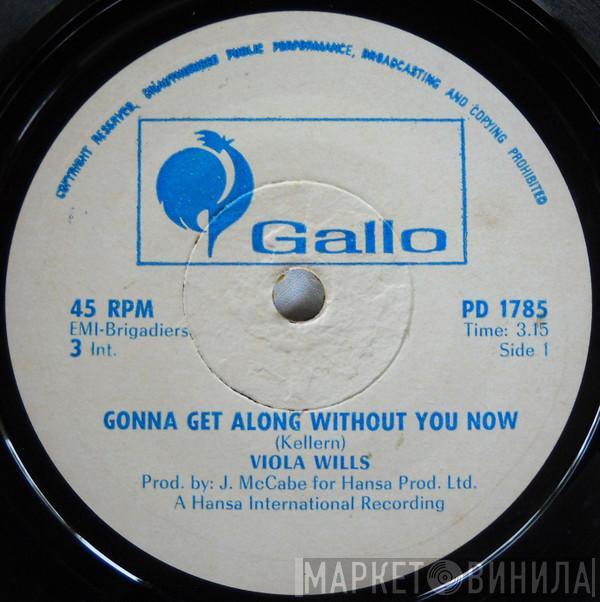 COPYRIGHT RESERVED, UNAUTHORISED PUBLIC PERFORMANCE, BROADCASTING AND COPYING PROHIBITED
Gallo
45 RPM
EMI-Brigadiers
3 Int.
PD 1785
Time: 3.15
Side 1
GONNA GET ALONG WITHOUT YOU NOW
(Kellern)
VIOLA WILLS
Prod. by: J. McCabe for Hansa Prod. Ltd.
A Hansa International Recording
МАРКЕТ ВИНИЛА